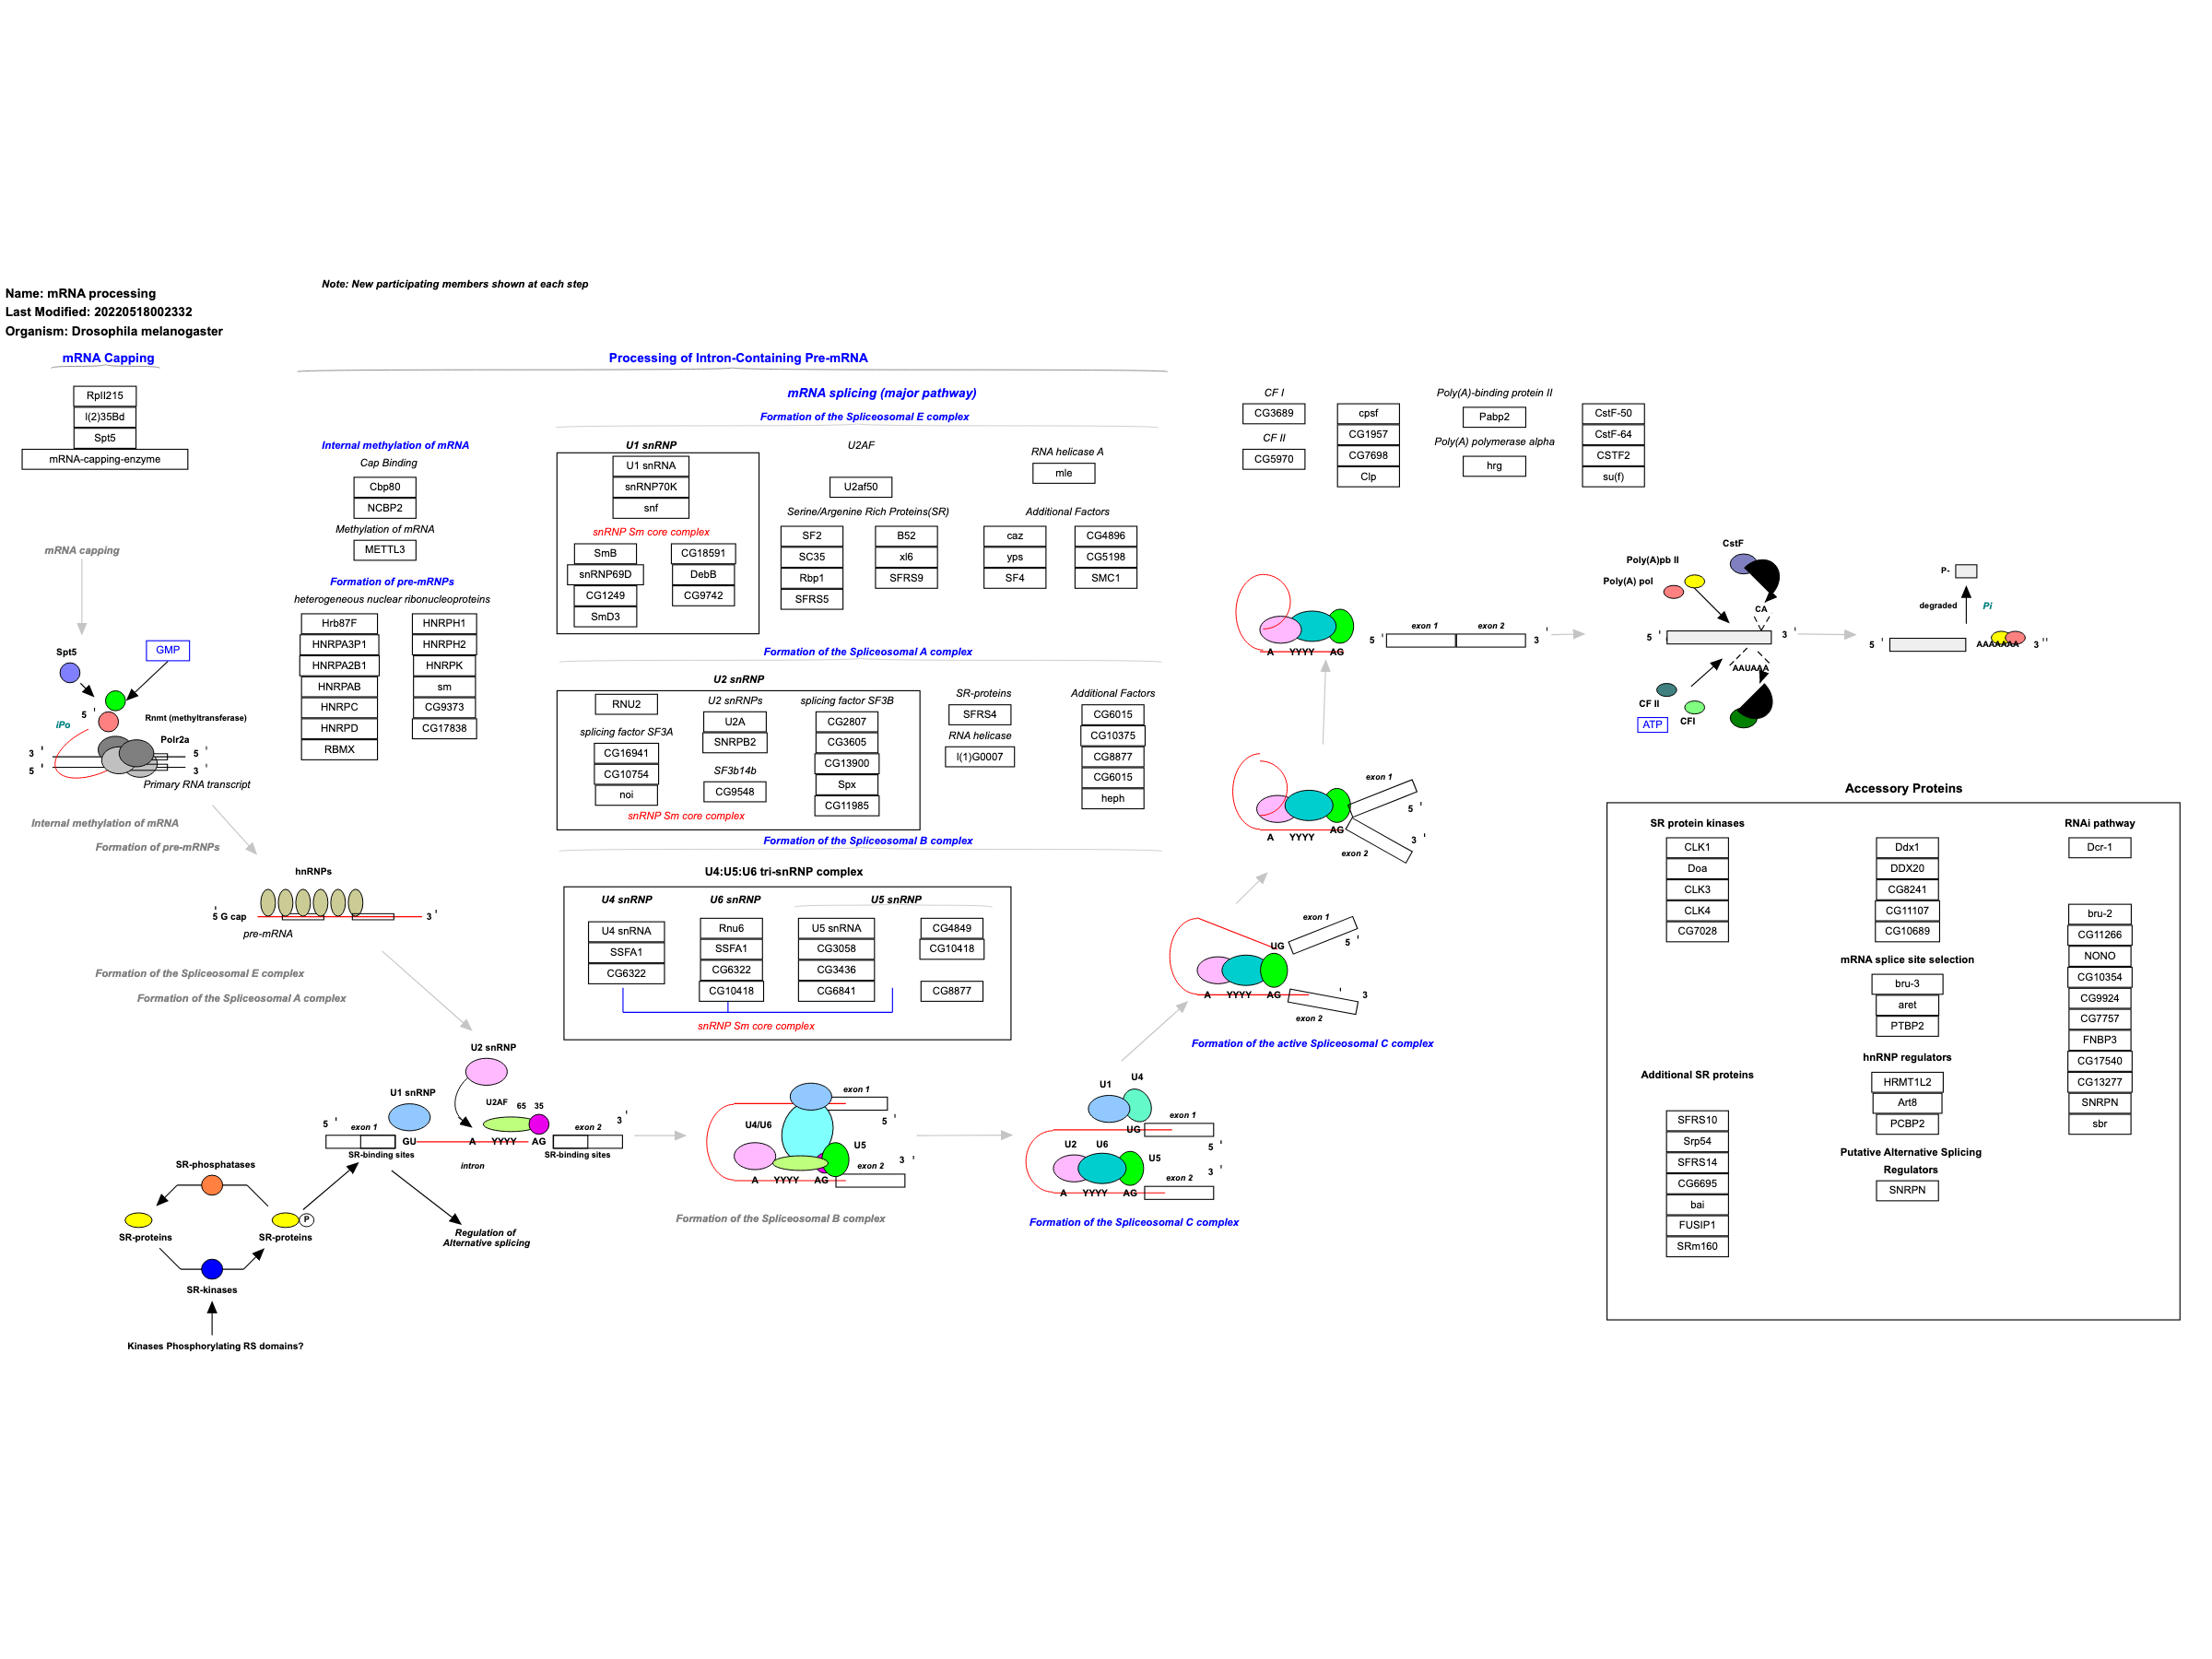 Note: New participating members shown at each step
Name: mRNA processing
Last Modified: 20220518002332
Organism: Drosophila melanogaster
mRNA Capping
RpII215
l(2)35Bd
Spt5
mRNA-capping-enzyme
Processing of Intron-Containing Pre-mRNA
mRNA splicing (major pathway)
Formation of the Spliceosomal E complex
Internal methylation of mRNA
Cap Binding
Cbp80
NCBP2
Methylation of mRNA
METTL3
Formation of pre-mRNPs
heterogeneous nuclear ribonucleoproteins
Hrb87F
HNRPA3P1
HNRPA2B1
HNRPAB
HNRPC
HNRPD
RBMX
HNRPH1
HNRPH2
HNRPK
sm
CG9373
CG17838
U1 snRNP
U1 snRNA
snRNP70K
snf
snRNP Sm core complex
SmB
snRNP69D
CG1249
SmD3
CG18591
DebB
CG9742
U2AF
U2af50
RNA helicase A
mle
Serine/Argenine Rich Proteins(SR)
SF2
SC35
Rbp1
SFRS5
B52
xl6
SFRS9
Additional Factors
caz
yps
SF4
CG4896
CG5198
SMC1
Formation of the Spliceosomal A complex
U2 snRNP
RNU2
splicing factor SF3A
CG16941
CG10754
noi
U2 snRNPs
U2A
SNRPB2
SF3b14b
CG9548
splicing factor SF3B
CG2807
CG3605
CG13900
Spx
CG11985
snRNP Sm core complex
SR-proteins
SFRS4
RNA helicase
l(1)G0007
Additional Factors
CG6015
CG10375
CG8877
CG6015
heph
Formation of the Spliceosomal B complex
U4:U5:U6 tri-snRNP complex
U4 snRNP
U4 snRNA
SSFA1
CG6322
U6 snRNP
Rnu6
SSFA1
CG6322
CG10418
U5 snRNP
U5 snRNA
CG3058
CG3436
CG6841
CG4849
CG10418
CG8877
snRNP Sm core complex
CF I
CG3689
CF II
CG5970
cpsf
CG1957
CG7698
Clp
Poly(A)-binding protein II
Pabp2
Poly(A) polymerase alpha
hrg
CstF-50
CstF-64
CSTF2
su(f)
mRNA capping
Spt5
GMP
5 '
iPo
Rnmt (methyltransferase)
Polr2a
3 '
5 '
5 '
3 '
Primary RNA transcript
Internal methylation of mRNA
Formation of pre-mRNPs
hnRNPs
5 ' G cap
3 '
pre-mRNA
Formation of the Spliceosomal E complex
Formation of the Spliceosomal A complex
U2 snRNP
U1 snRNP
U2AF 65 35
5 '
exon 1
GU
A
YYYY
AG
exon 2
3 '
SR-binding sites
intron
SR-binding sites
SR-phosphatases
SR-proteins
P
SR-proteins
SR-kinases
Kinases Phosphorylating RS domains?
Regulation of
Alternative splicing
exon 1
5 '
U4/U6
U5
exon 2
3 '
A
YYYY
AG
Formation of the Spliceosomal B complex
U1
U4
exon 1
UG
5 '
U2
U6
U5
exon 2
3 '
A
YYYY
AG
Formation of the Spliceosomal C complex
exon 1
UG
5 '
A
YYYY
AG
' 3
exon 2
Formation of the active Spliceosomal C complex
exon 1
5 '
A
YYYY
AG
3 '
exon 2
5 '
exon 1
exon 2
3 '
A
YYYY
AG
CstF
Poly(A)pb II
Poly(A) pol
CA
5 '
3 '
AAUAAA
CF II
CFI
ATP
P-
degraded
Pi
5 '
AAAAAAA
3 ''
Accessory Proteins
SR protein kinases
CLK1
Doa
CLK3
CLK4
CG7028
Additional SR proteins
SFRS10
Srp54
SFRS14
CG6695
bai
FUSIP1
SRm160
Ddx1
DDX20
CG8241
CG11107
CG10689
mRNA splice site selection
bru-3
aret
PTBP2
hnRNP regulators
HRMT1L2
Art8
PCBP2
Putative Alternative Splicing
Regulators
SNRPN
RNAi pathway
Dcr-1
bru-2
CG11266
NONO
CG10354
CG9924
CG7757
FNBP3
CG17540
CG13277
SNRPN
sbr